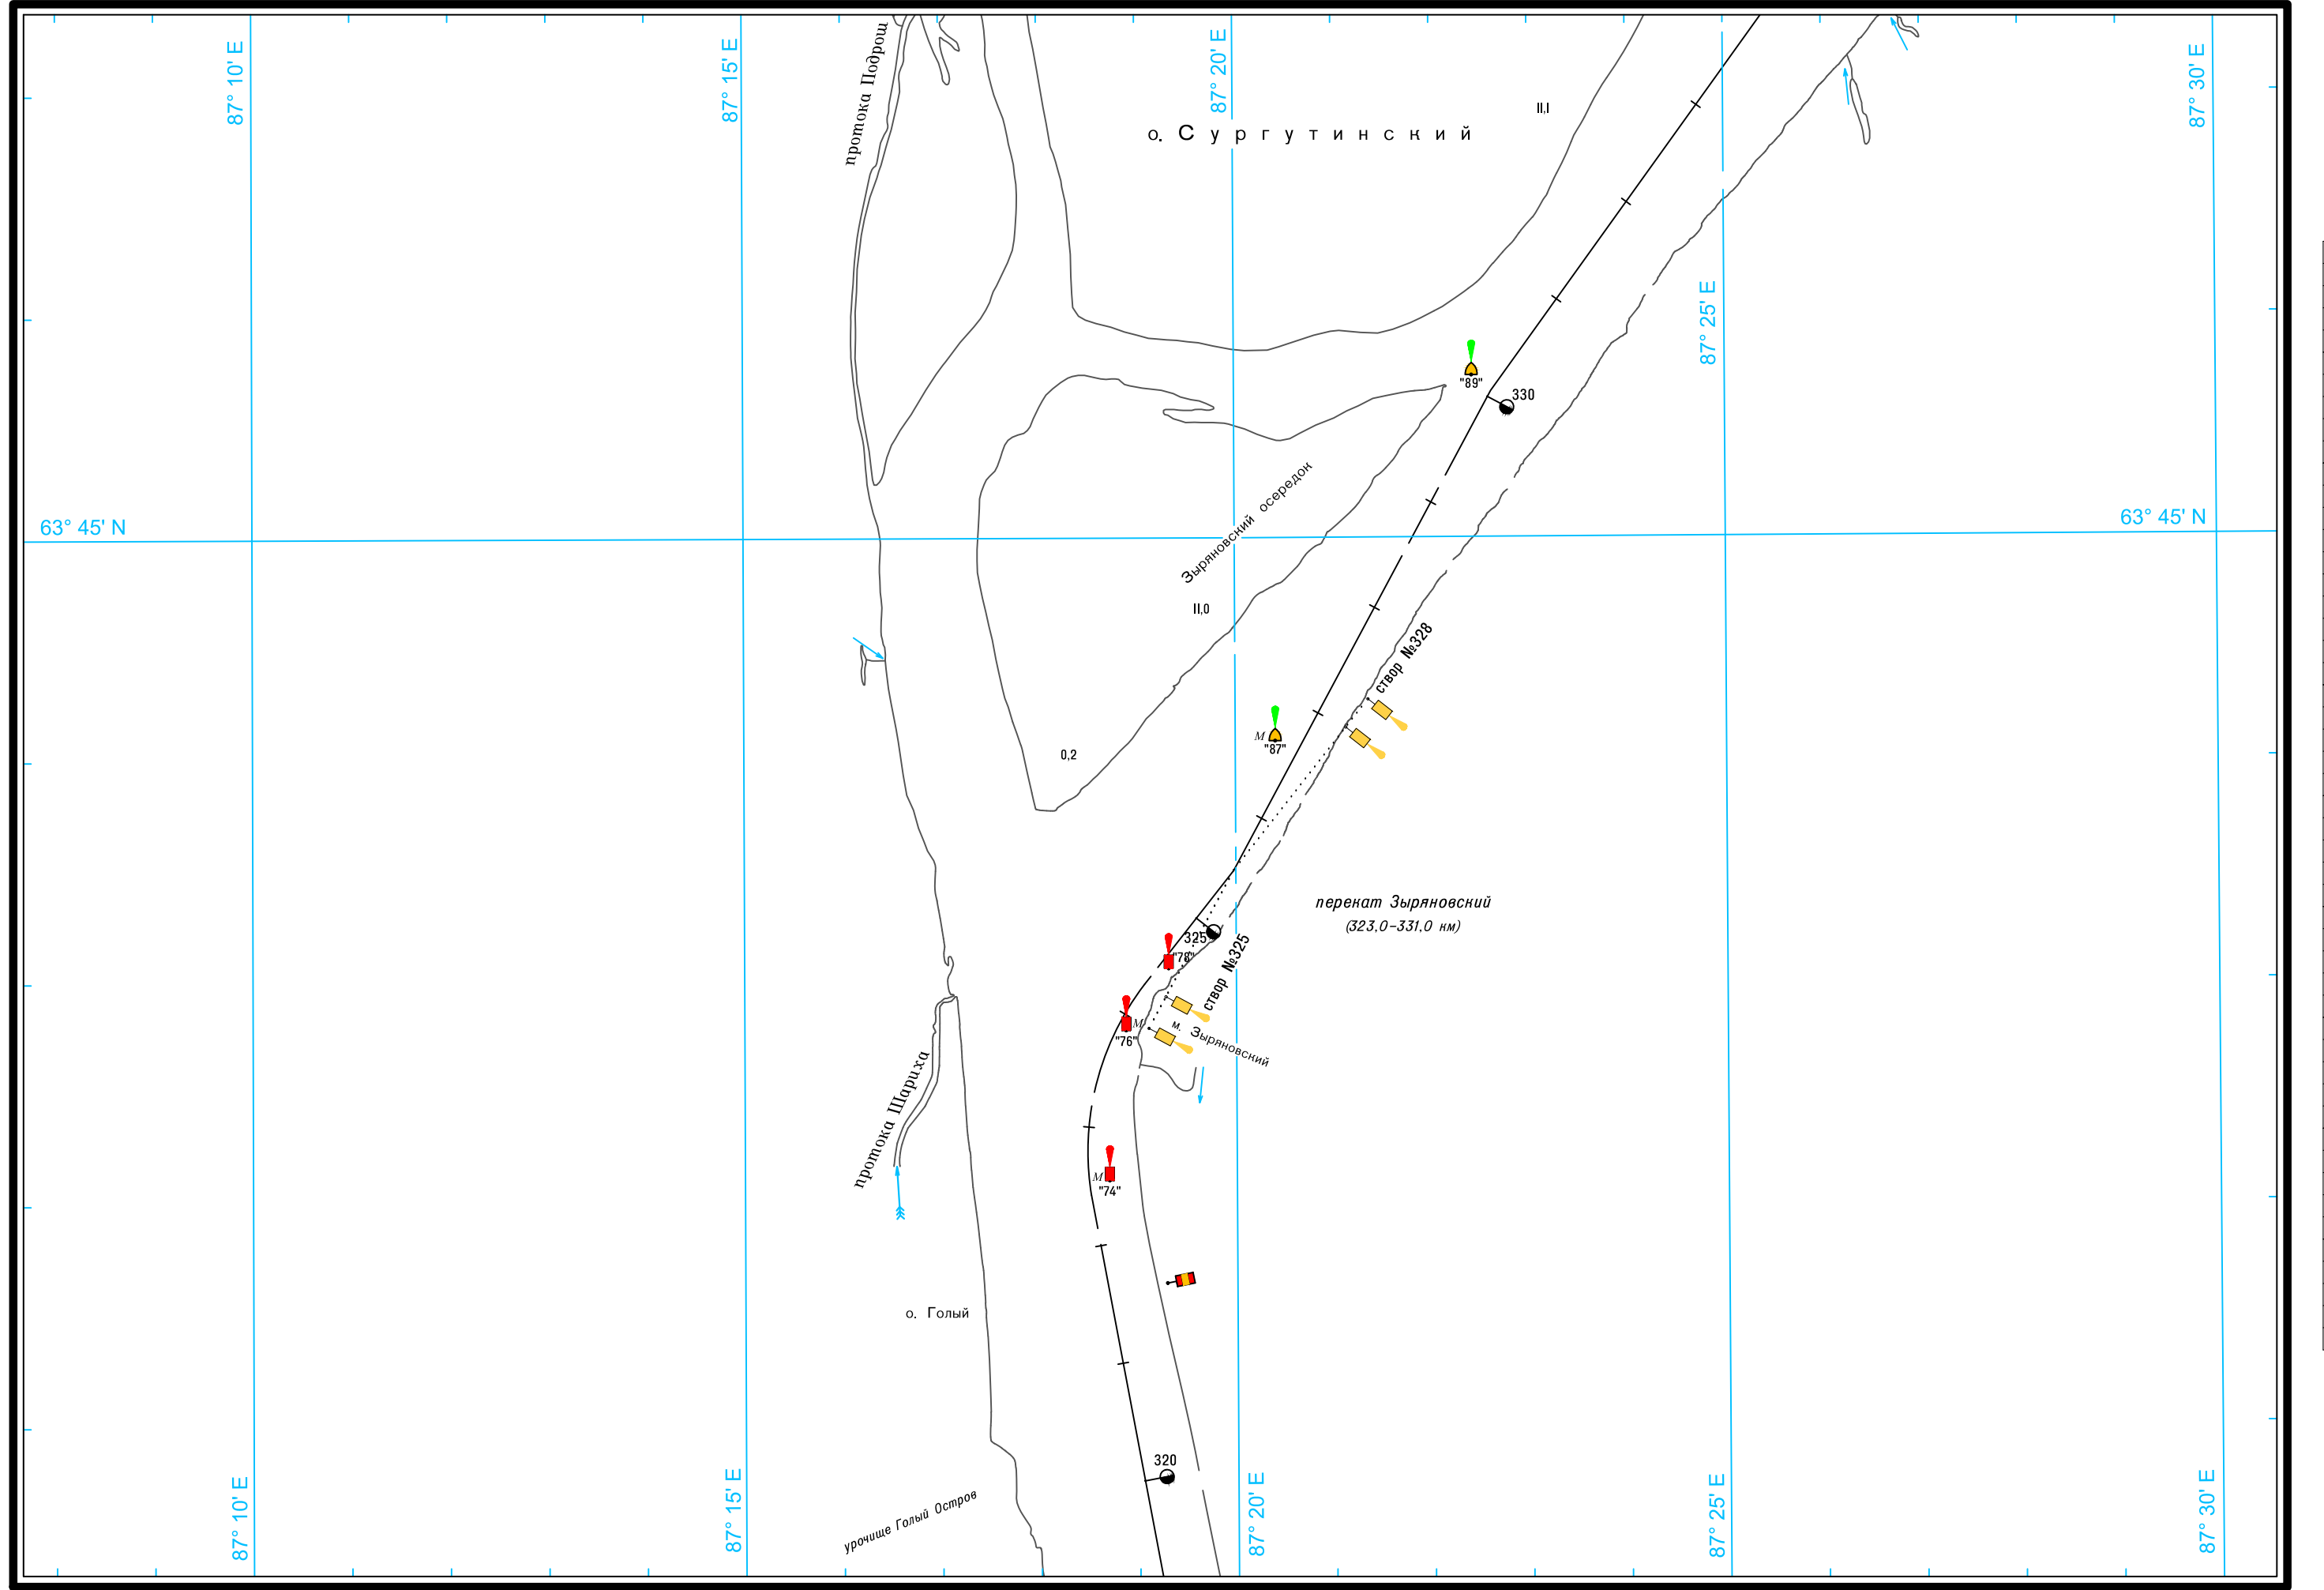 87° 10' E
87° 15' E
87° 20' E
87° 25' E
87° 30' E
протока Подрош
II,I
о. Сургутинский
"89"
330
Зыряновский осередок
63° 45' N
63° 45' N
II,0
створ №328
М
"87"
0,2
перекат Зыряновский
(323,0-331,0 км)
325
"78"
створ №325
М
"76"
м. Зыряновский
протока Шариха
М
"74"
о. Голый
320
урочище Голый Остров
87° 10' E
87° 15' E
87° 20' E
87° 25' E
87° 30' E